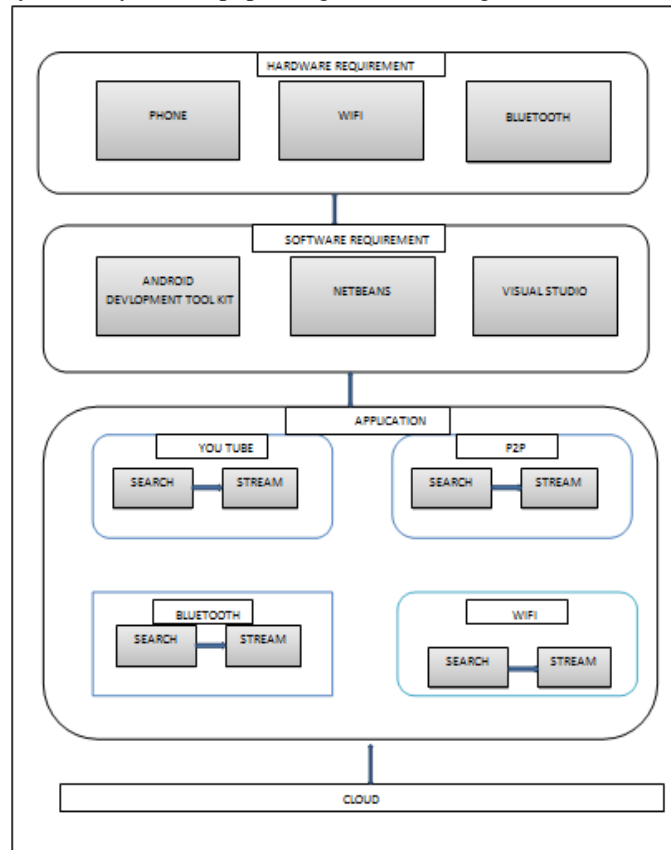 HARDWARE REQUIREMENT
PHONE
WIFI
BLUETOOTH
SOFTWARE REQUIREMENT
ANDROID
DEVLOPMENT TOOL KIT
NETBEANS
VISUAL STUDIO
APPLICATION
YOU TUBE
SEARCH
STREAM
P2P
SEARCH
STREAM
BLUETOOTH
SEARCH
STREAM
WIFI
SEARCH
STREAM
CLOUD